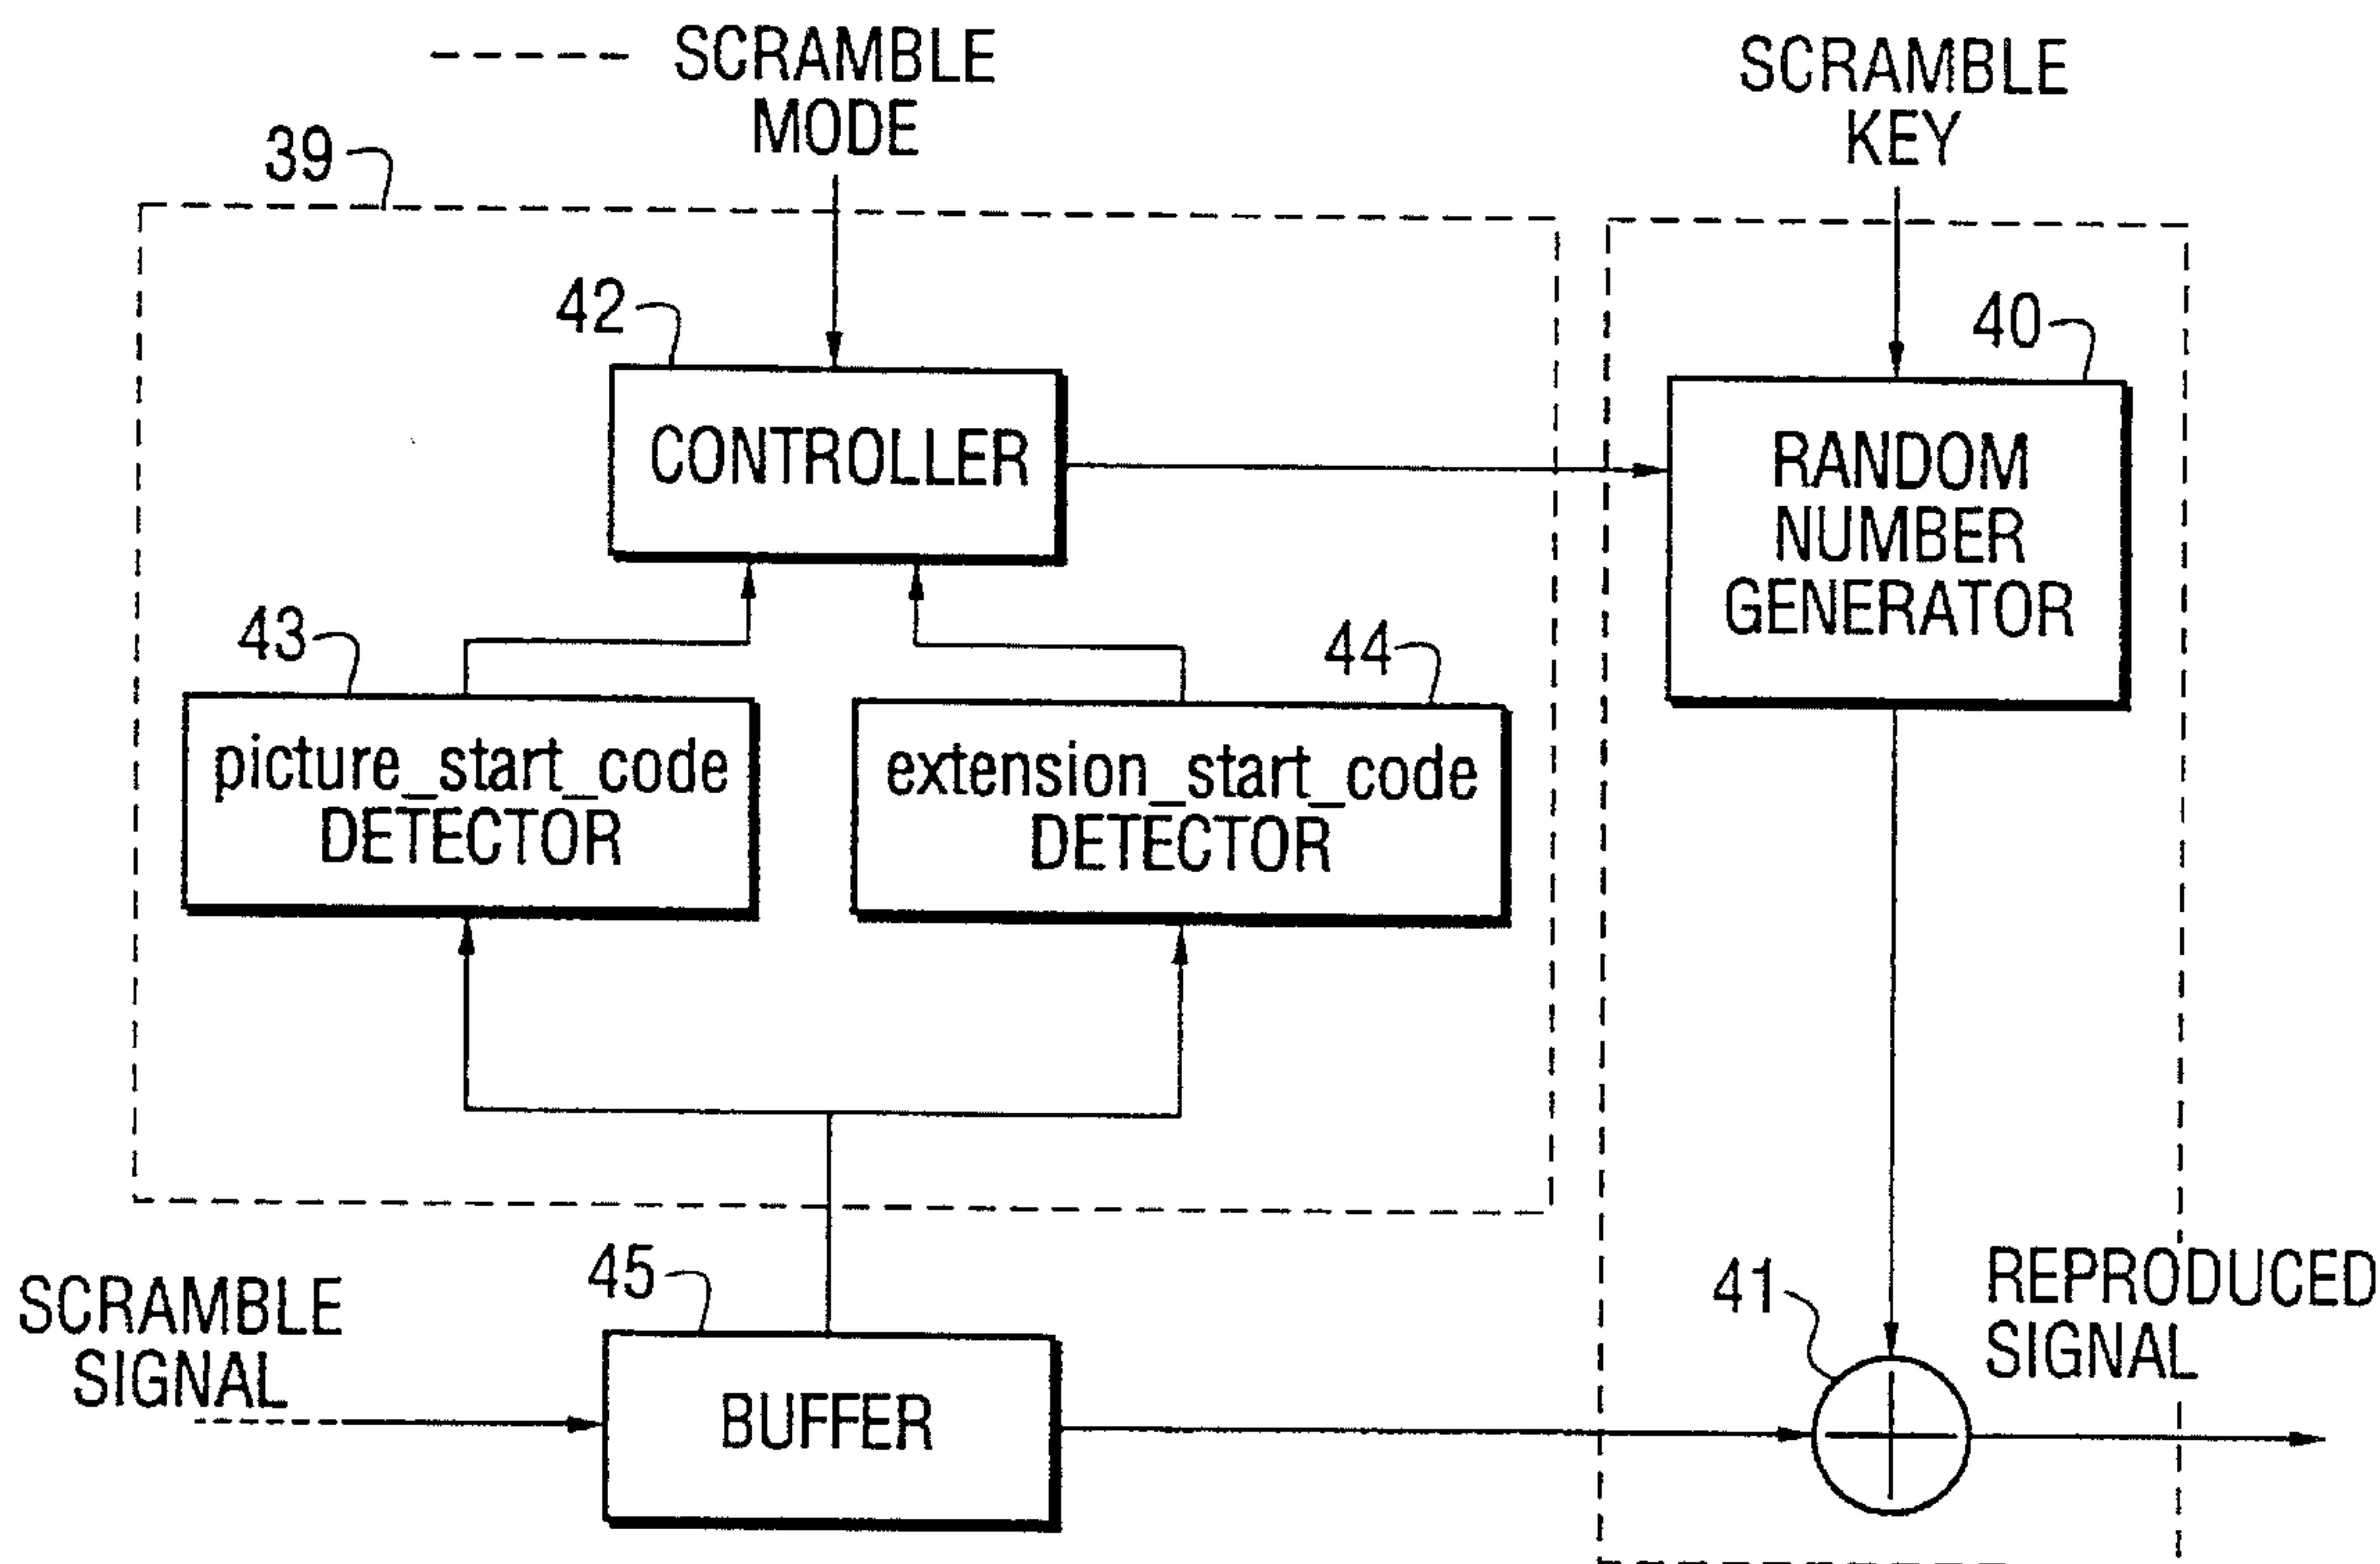 SCRAMBLE
MODE
SCRAMBLE
KEY
39
42
CONTROLLER
40
RANDOM
NUMBER
GENERATOR
43
picture_start_code
DETECTOR
44
extension_start_code
DETECTOR
SCRAMBLE
SIGNAL
45
BUFFER
41
REPRODUCED
SIGNAL